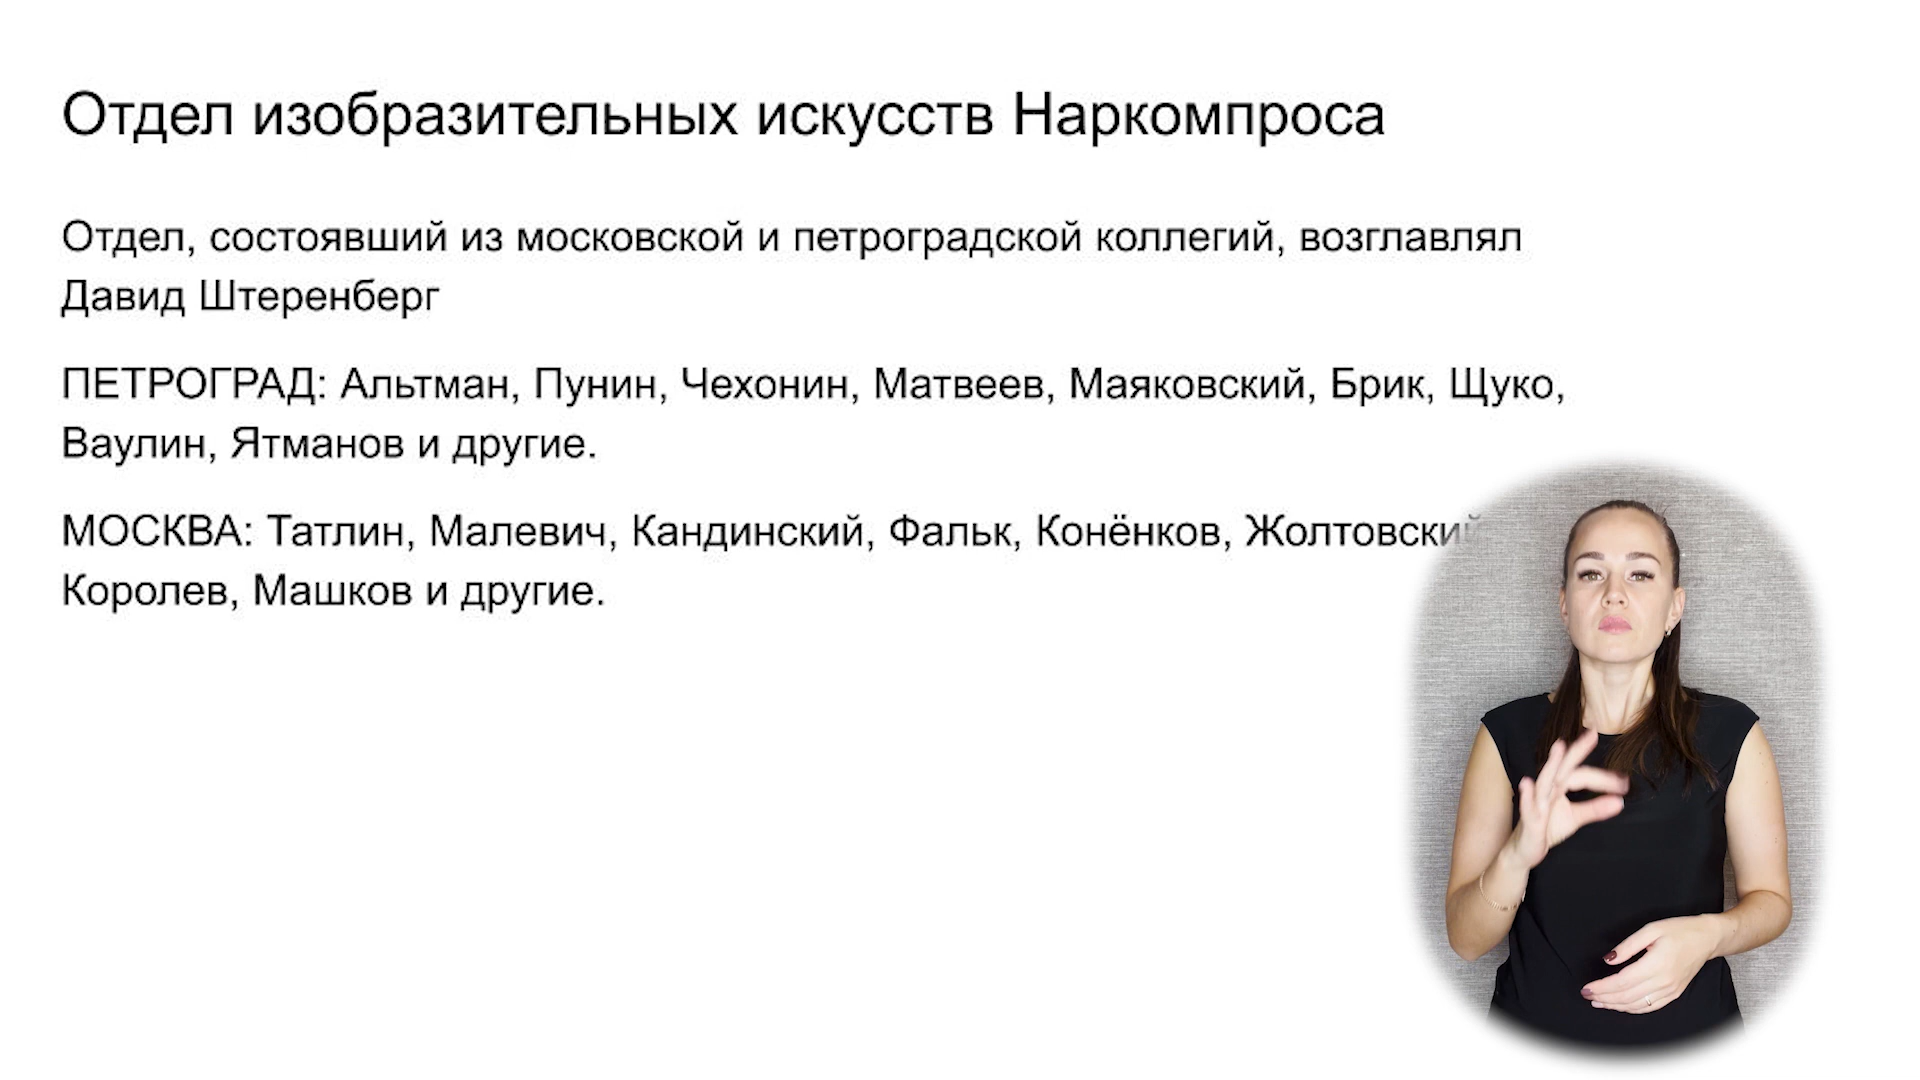 Отдел изобразительных искусств Наркомпроса
Отдел, состоявший из московской и петроградской коллегий, возглавлял
Давид Штеренберг
ПЕТРОГРАД: Альтман, Пунин, Чехонин, Матвеев, Маяковский, Брик, Щуко,
Ваулин, Ятманов и другие.
МОСКВА: Татлин, Малевич, Кандинский, Фальк, Конёнков, Жолтовский
Королев, Машков и другие.